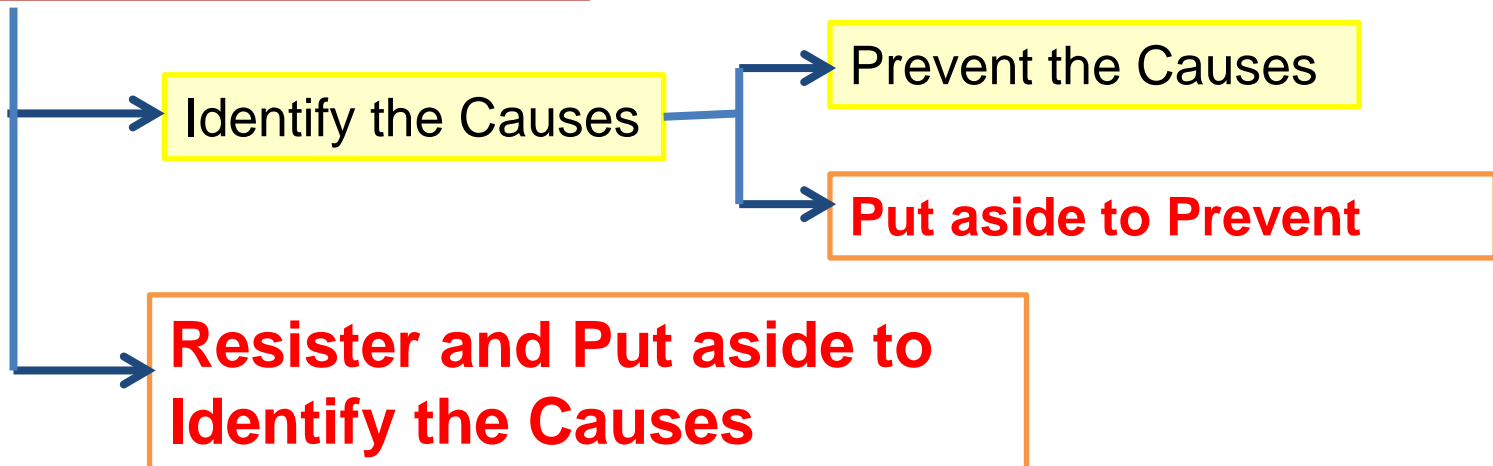 Prevent the Causes
Identify the Causes
Put aside to Prevent
Resister and Put aside to
Identify the Causes